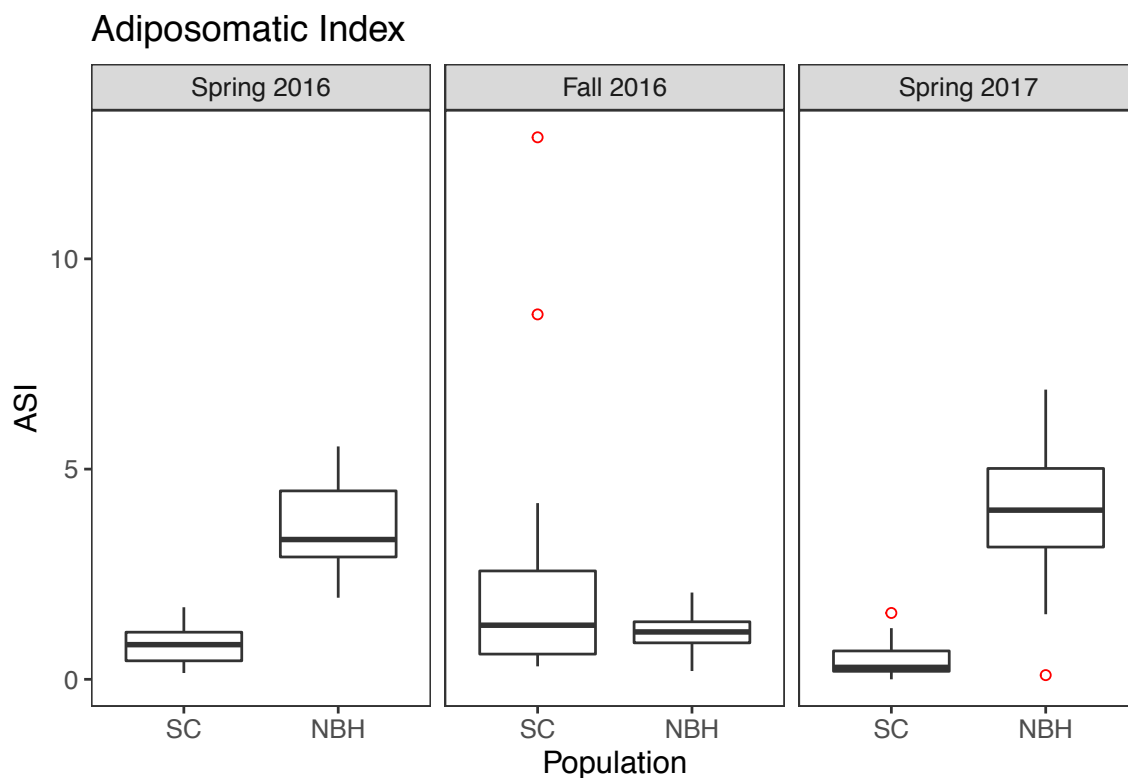 Adiposomatic Index
Spring 2016
Fall 2016
Spring 2017
ASI
10
5
0
SC
NBH
SC
NBH
SC
NBH
Population